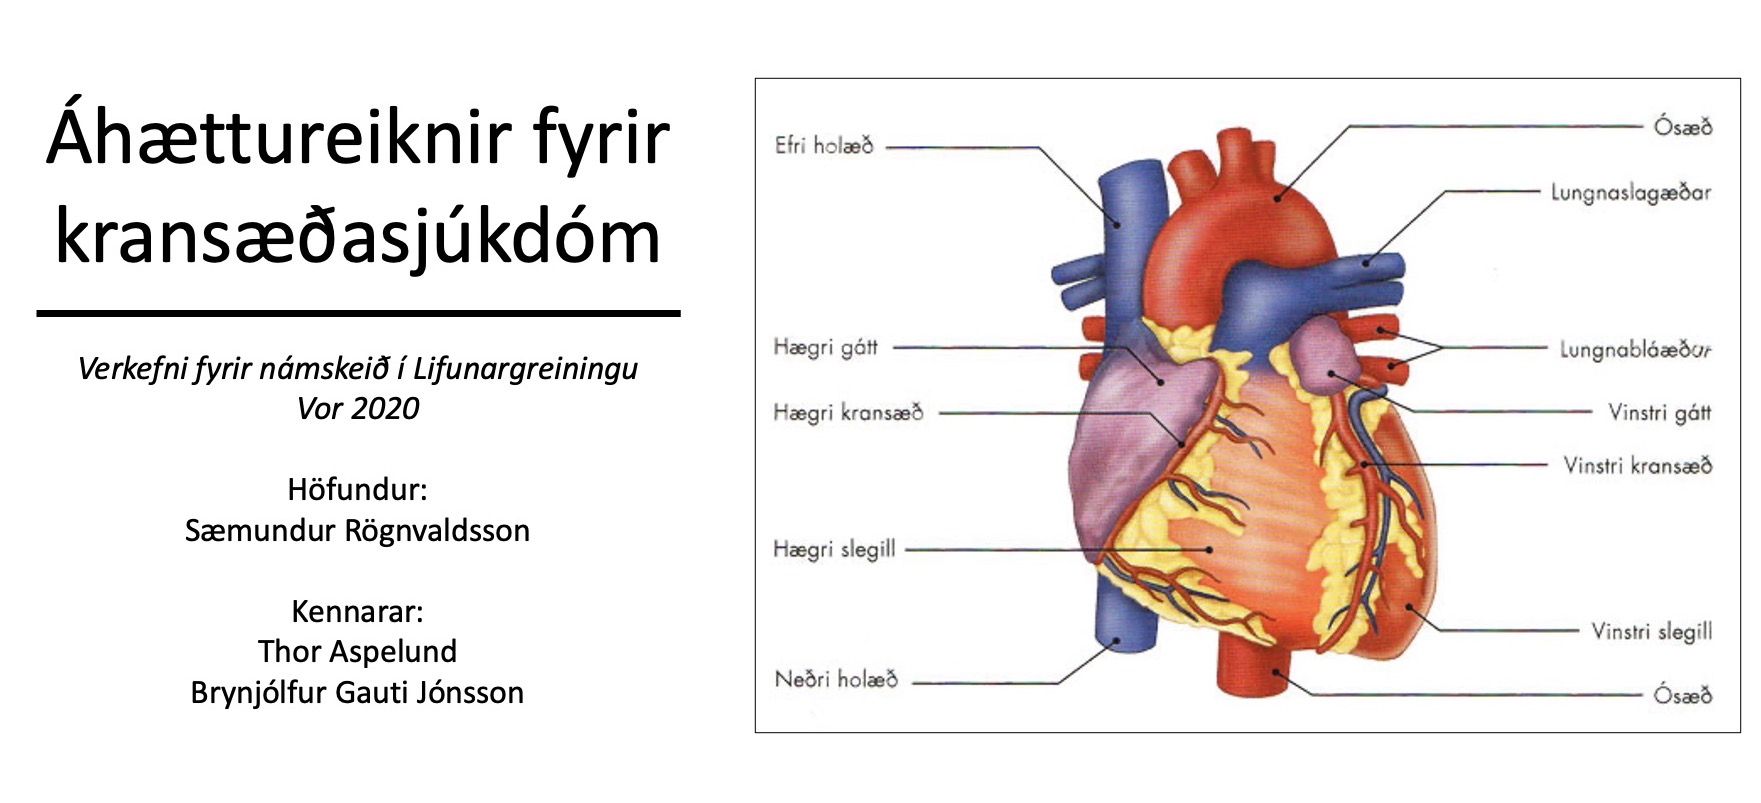 Áhættureiknir fyrir
kransæðasjúkdóm
Verkefni fyrir námskeið í Lifunargreiningu
Vor 2020
Höfundur:
Sæmundur Rögnvaldsson
Kennarar:
Thor Aspelund
Brynjólfur Gauti Jónsson
Efri holæð
Hægri gátt
Hægri kransæð
Hægri slegill
Neðri holæð
Ósæð
Lungnaslagæðar
Lungnabláæður
Vinstri gátt
Vinstri kransæð
Vinstri slegill
Ósæð